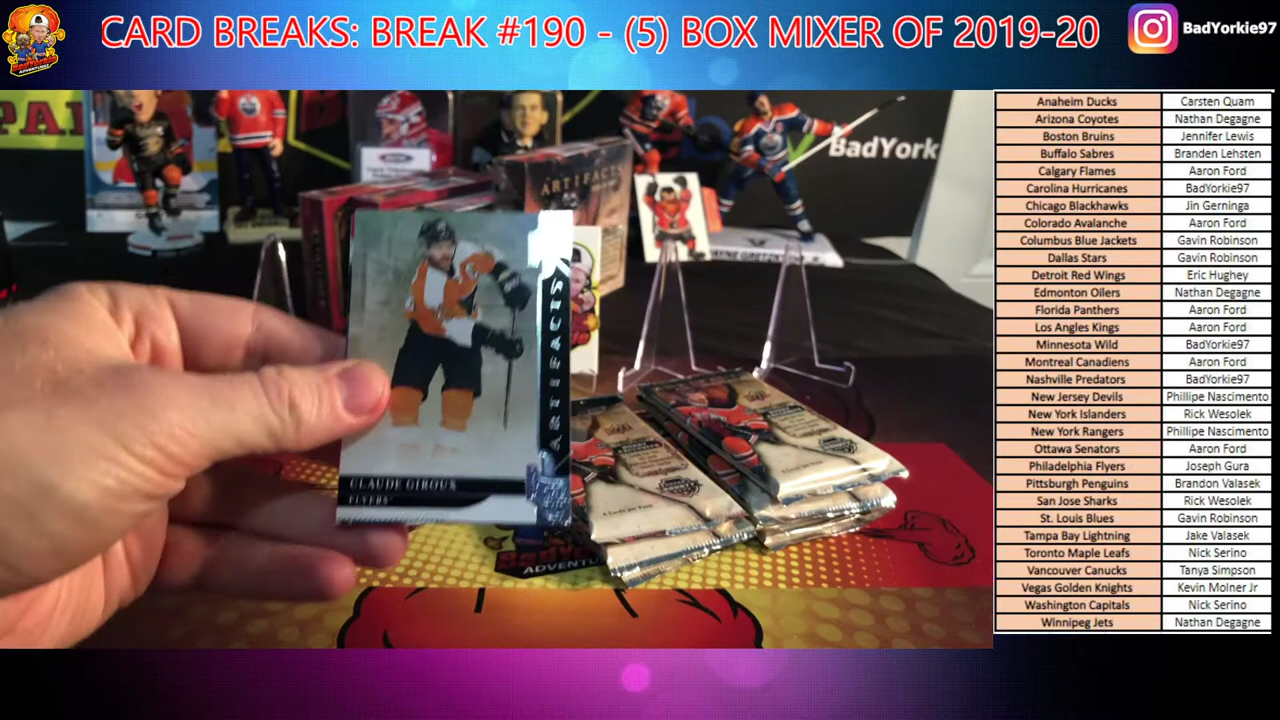 CARD BREAKS: BREAK #190 - (5) BOX MIXER OF 2019-20
BadYorkie97
BadYork
ARTIFACTS
ARTIFACTS
CLAUDE GIROUX
FLYERS
ADVENTU
Anaheim Ducks Carsten Quam
Arizona Coyotes Nathan Degagne
Boston Bruins Jennifer Lewis
Buffalo Sabres Branden Lehsten
Calgary Flames Aaron Ford
Carolina Hurricanes BadYorkie97
Chicago Blackhawks Jin Gerninga
Colorado Avalanche Aaron Ford
Columbus Blue Jackets Gavin Robinson
Dallas Stars Gavin Robinson
Detroit Red Wings Eric Hughey
Edmonton Oilers Nathan Degagne
Florida Panthers Aaron Ford
Los Angeles Kings Aaron Ford
Minnesota Wild BadYorkie97
Montreal Canadiens Aaron Ford
Nashville Predators BadYorkie97
New Jersey Devils Phillipe Nascimento
New York Islanders Rick Wesolek
New York Rangers Phillipe Nascimento
Ottawa Senators Aaron Ford
Philadelphia Flyers Joseph Gura
Pittsburgh Penguins Brandon Valasek
San Jose Sharks Rick Wesolek
St. Louis Blues Gavin Robinson
Tampa Bay Lightning Jake Valasek
Toronto Maple Leafs Nick Serino
Vancouver Canucks Tanya Simpson
Vegas Golden Knights Kevin Molner Jr
Washington Capitals Nick Serino
Winnipeg Jets Nathan Degagne